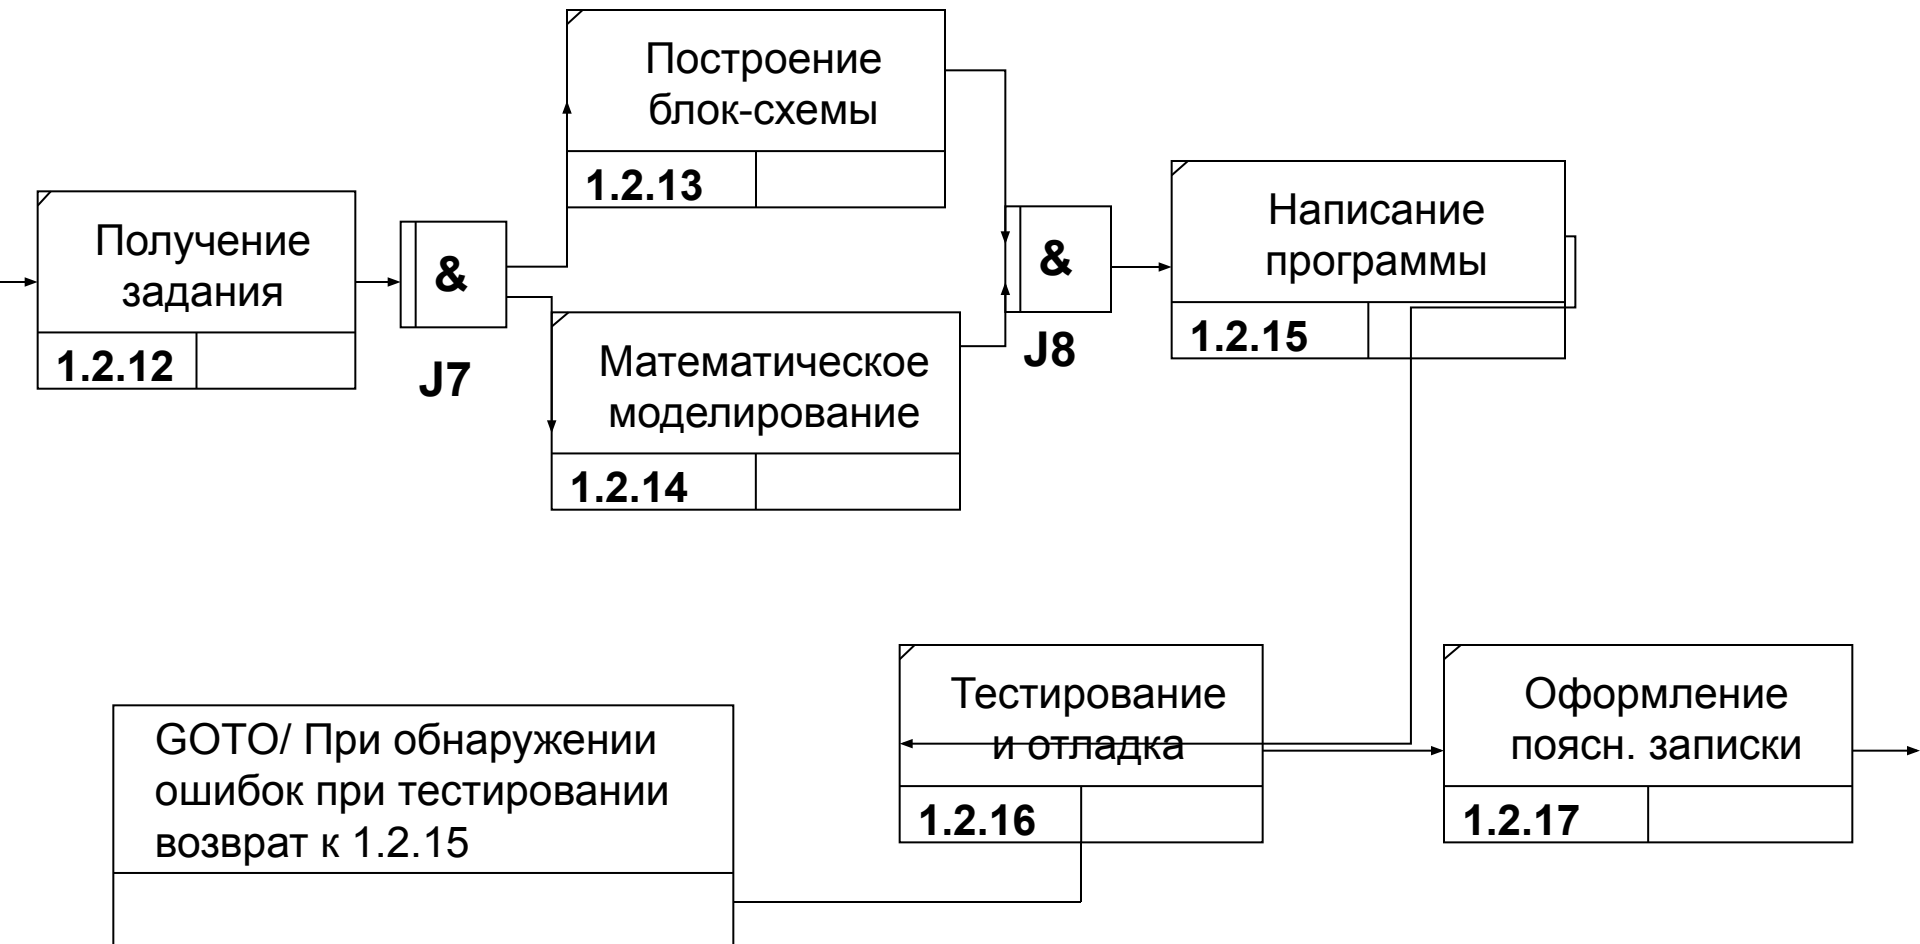 Построение
блок-схемы
1.2.13
Получение
задания
1.2.12
&
J7
Математическое
моделирование
1.2.14
&
J8
Написание
программы
1.2.15
GOTO/ При обнаружении
ошибок при тестировании
возврат к 1.2.15
Тестирование
и отладка
1.2.16
Оформление
поясн. записки
1.2.17